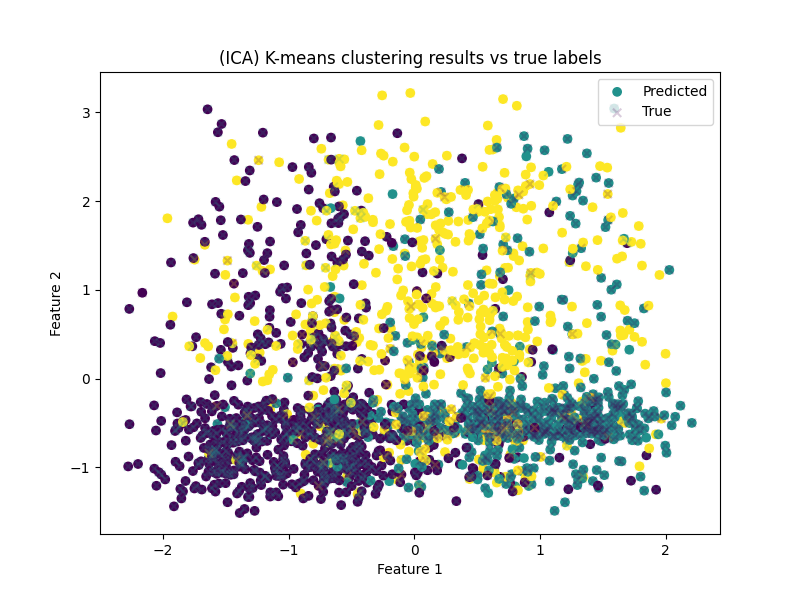 (ICA) K-means clustering results vs true labels
Predicted
True
3
2
1
0
−1
Feature 2
−2
−1
0
1
2
Feature 1